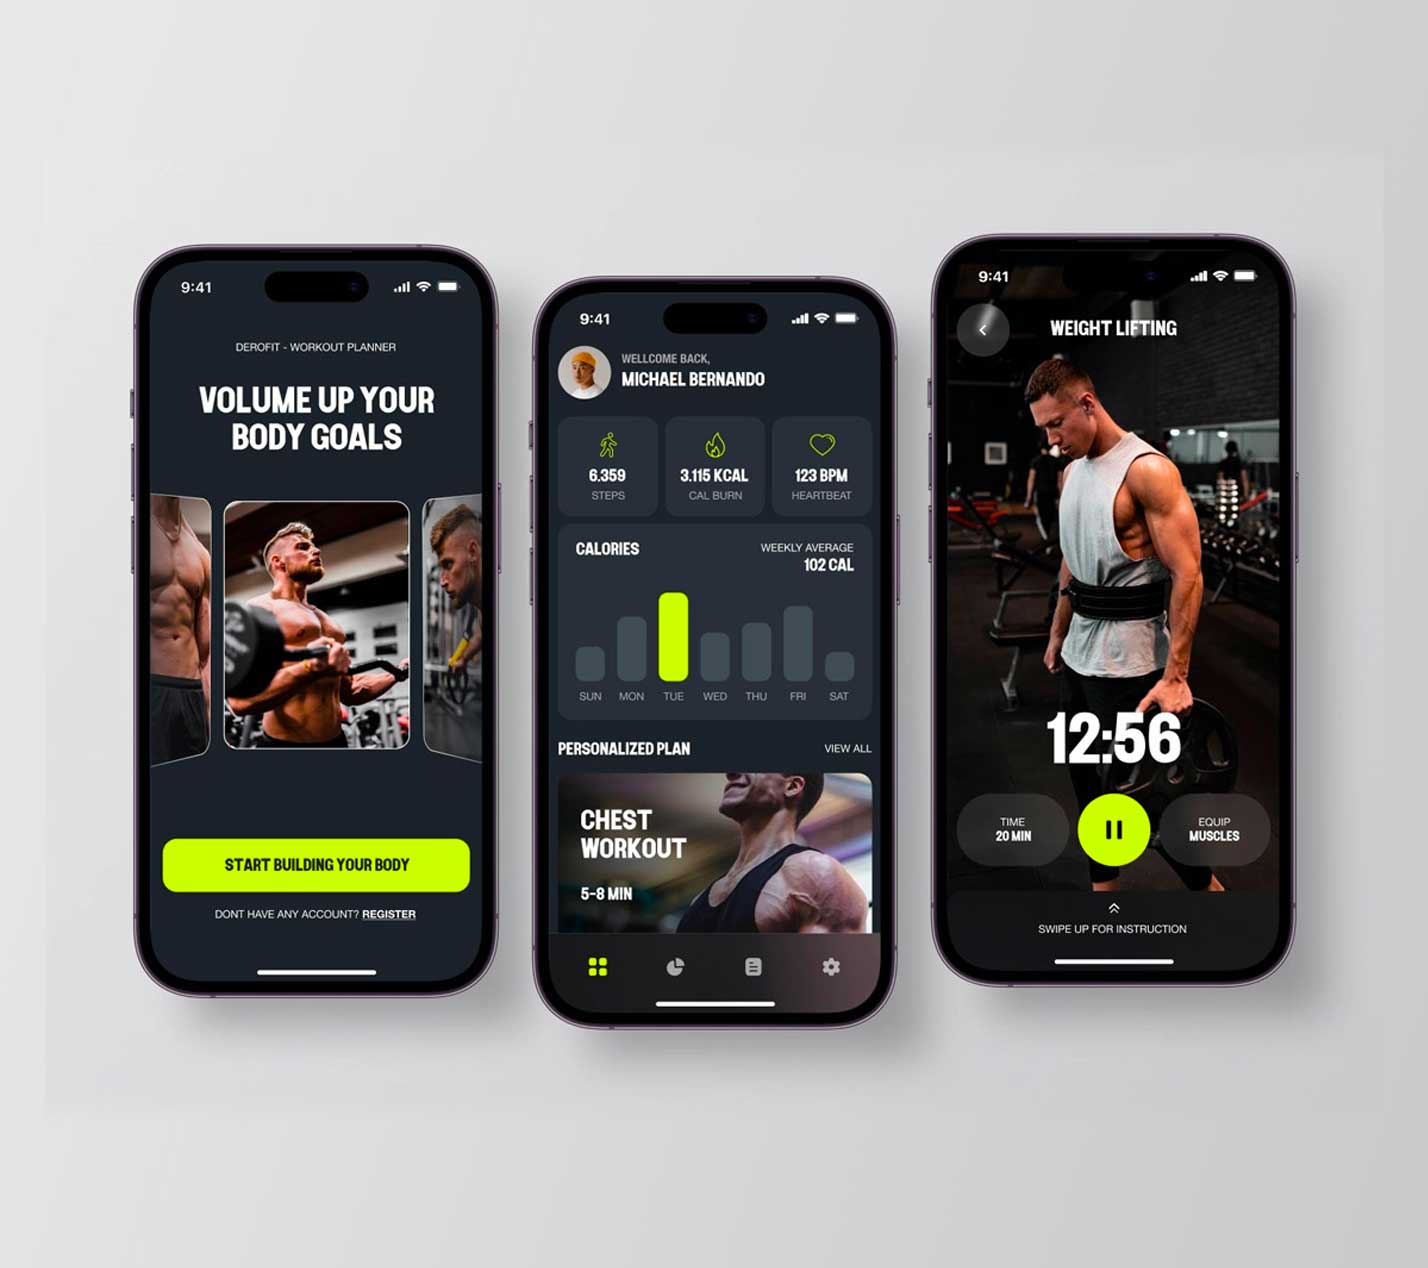 9:41
DEROFIT - WORKOUT PLANNER
VOLUME UP YOUR
BODY GOALS
START BUILDING YOUR BODY
DONT HAVE ANY ACCOUNT? REGISTER
9:41
WELLCOME BACK,
MICHAEL BERNANDO
6.359
STEPS
3.115 KCAL
CAL BURN
123 BPM
HEARTBEAT
CALORIES
WEEKLY AVERAGE
102 CAL
SUN MON TUE WED THU FRI SAT
PERSONALIZED PLAN
VIEW ALL
CHEST
WORKOUT
5-8 MIN
9:41
WEIGHT LIFTING
12:56
TIME
20 MIN
EQUIP
MUSCLES
SWIPE UP FOR INSTRUCTION